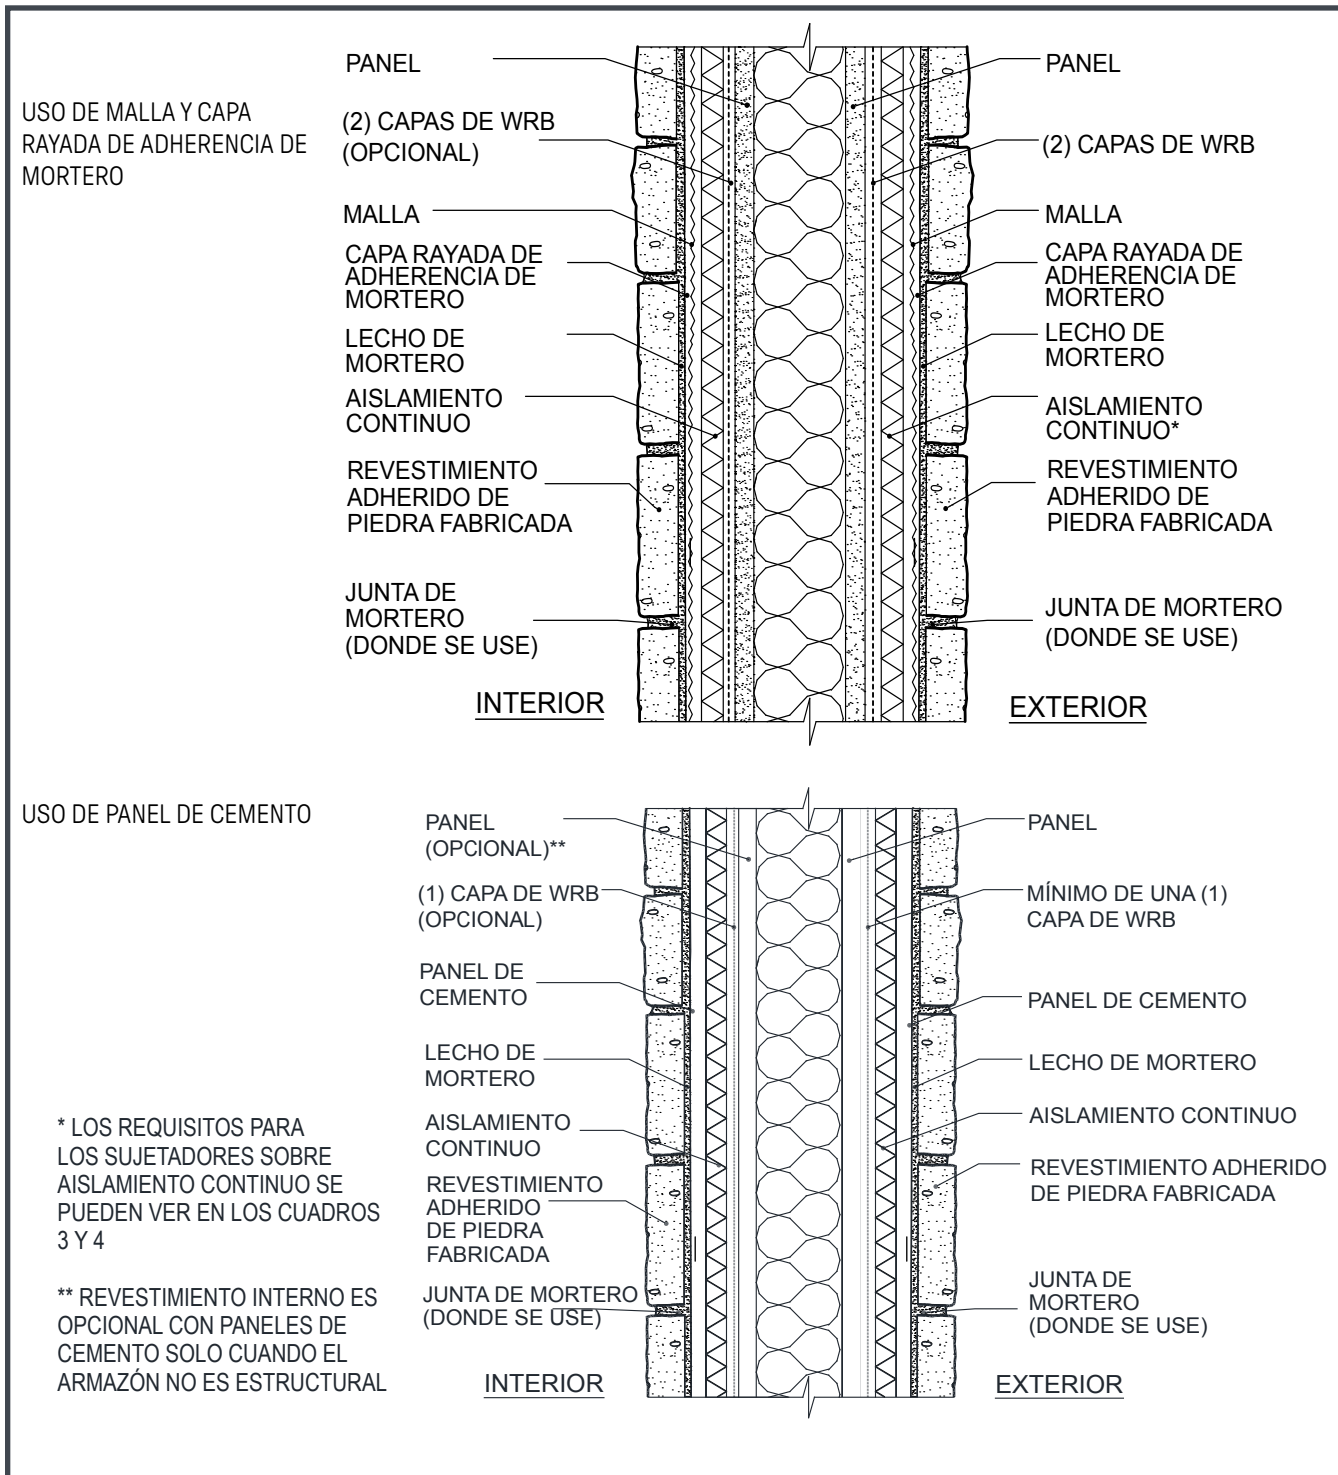 USO DE MALLA Y CAPA
RAYADA DE ADHERENCIA DE
MORTERO
PANEL
(2) CAPAS DE WRB
(OPCIONAL)
MALLA
CAPA RAYADA DE
ADHERENCIA DE
MORTERO
LECHO DE
MORTERO
AISLAMIENTO
CONTINUO
REVESTIMIENTO
ADHERIDO DE
PIEDRA FABRICADA
JUNTA DE
MORTERO
(DONDE SE USE)
INTERIOR
PANEL
(2) CAPAS DE WRB
MALLA
CAPA RAYADA DE
ADHERENCIA DE
MORTERO
LECHO DE
MORTERO
AISLAMIENTO
CONTINUO*
REVESTIMIENTO
ADHERIDO DE
PIEDRA FABRICADA
JUNTA DE MORTERO
(DONDE SE USE)
EXTERIOR
USO DE PANEL DE CEMENTO
PANEL
(OPCIONAL)**
(1) CAPA DE WRB
(OPCIONAL)
PANEL DE
CEMENTO
LECHO DE
MORTERO
AISLAMIENTO
CONTINUO
REVESTIMIENTO
ADHERIDO
DE PIEDRA
FABRICADA
JUNTA DE MORTERO
(DONDE SE USE)
INTERIOR
PANEL
MÍNIMO DE UNA (1)
CAPA DE WRB
PANEL DE CEMENTO
LECHO DE MORTERO
AISLAMIENTO CONTINUO
REVESTIMIENTO ADHERIDO
DE PIEDRA FABRICADA
JUNTA DE
MORTERO
(DONDE SE USE)
EXTERIOR
* LOS REQUISITOS PARA
LOS SUJETADORES SOBRE
AISLAMIENTO CONTINUO SE
PUEDEN VER EN LOS CUADROS
3 Y 4
** REVESTIMIENTO INTERNO ES
OPCIONAL CON PANELES DE
CEMENTO SOLO CUANDO EL
ARMAZÓN NO ES ESTRUCTURAL